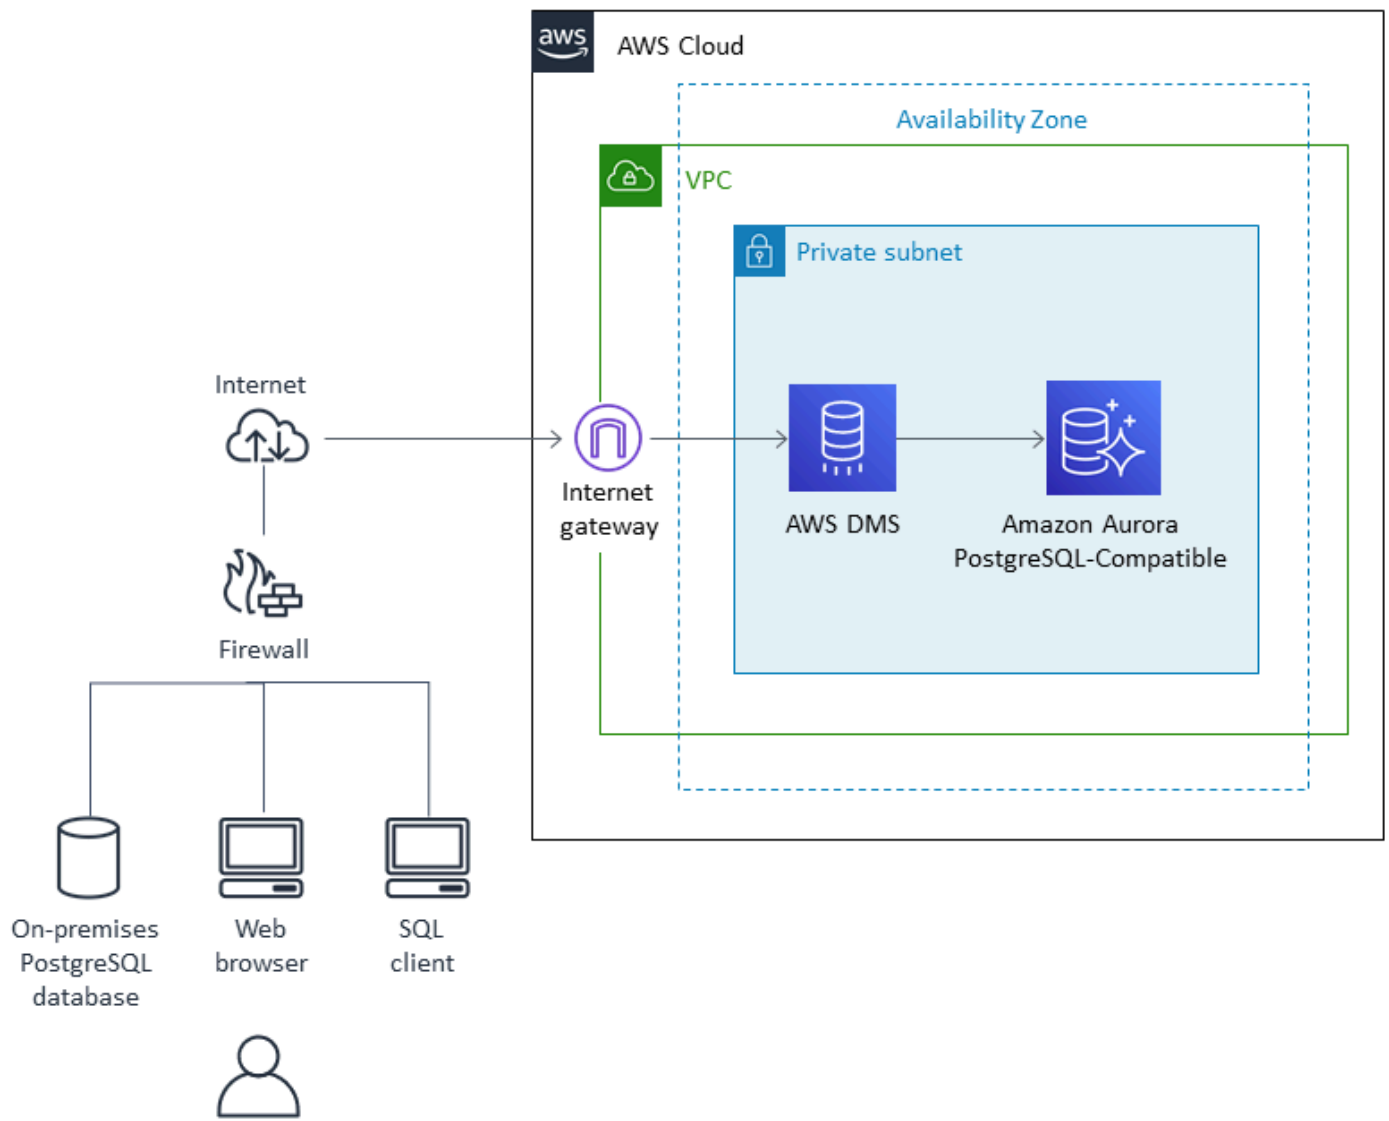 aws
AWS Cloud
Availability Zone
VPC
Private subnet
Internet
Internet
gateway
AWS DMS
Amazon Aurora
PostgreSQL-Compatible
Firewall
On-premises
PostgreSQL
database
Web
browser
SQL
client